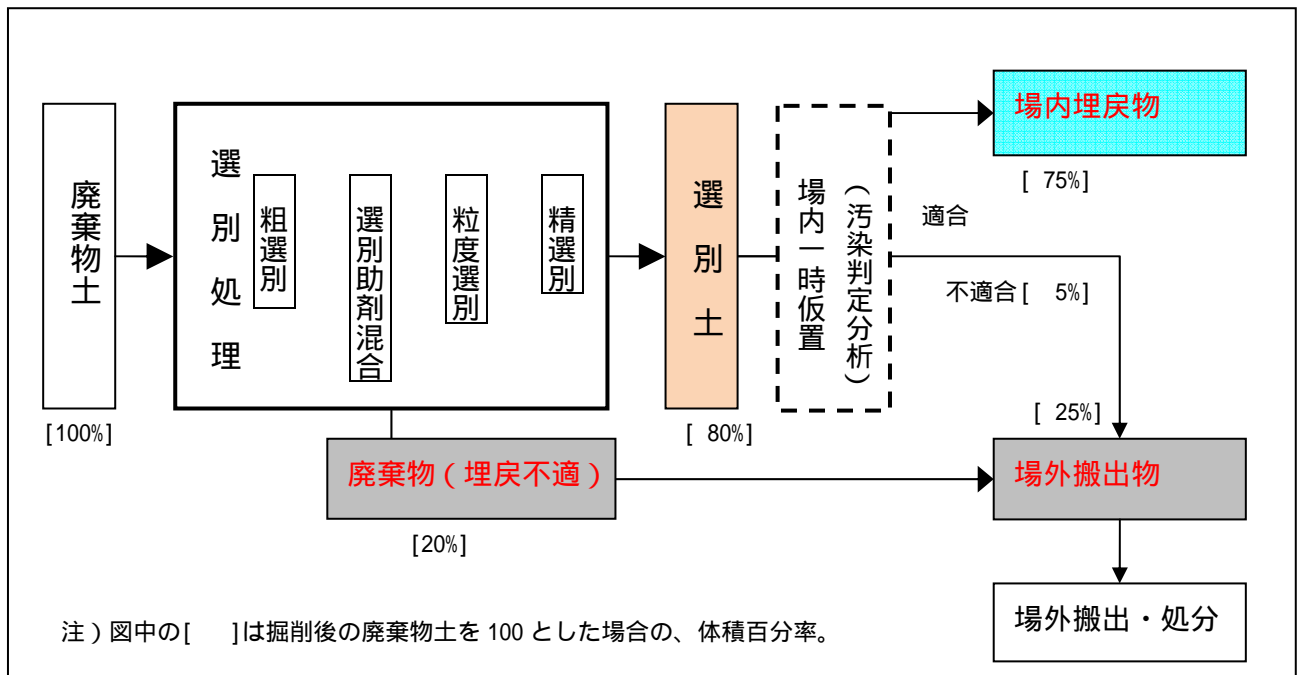 廃棄物土
[100%]
選別処理
粗選別
選別助剤混合
粒度選別
精選別
廃棄物（埋戻不適）
[20%]
選別土
[ 80%]
場内一時仮置
（汚染判定分析）
適合
不適合[ 5%]
場内埋戻物
[ 75%]
[ 25%]
場外搬出物
場外搬出・処分
注）図中の[ ]は掘削後の廃棄物土を100とした場合の、体積百分率。